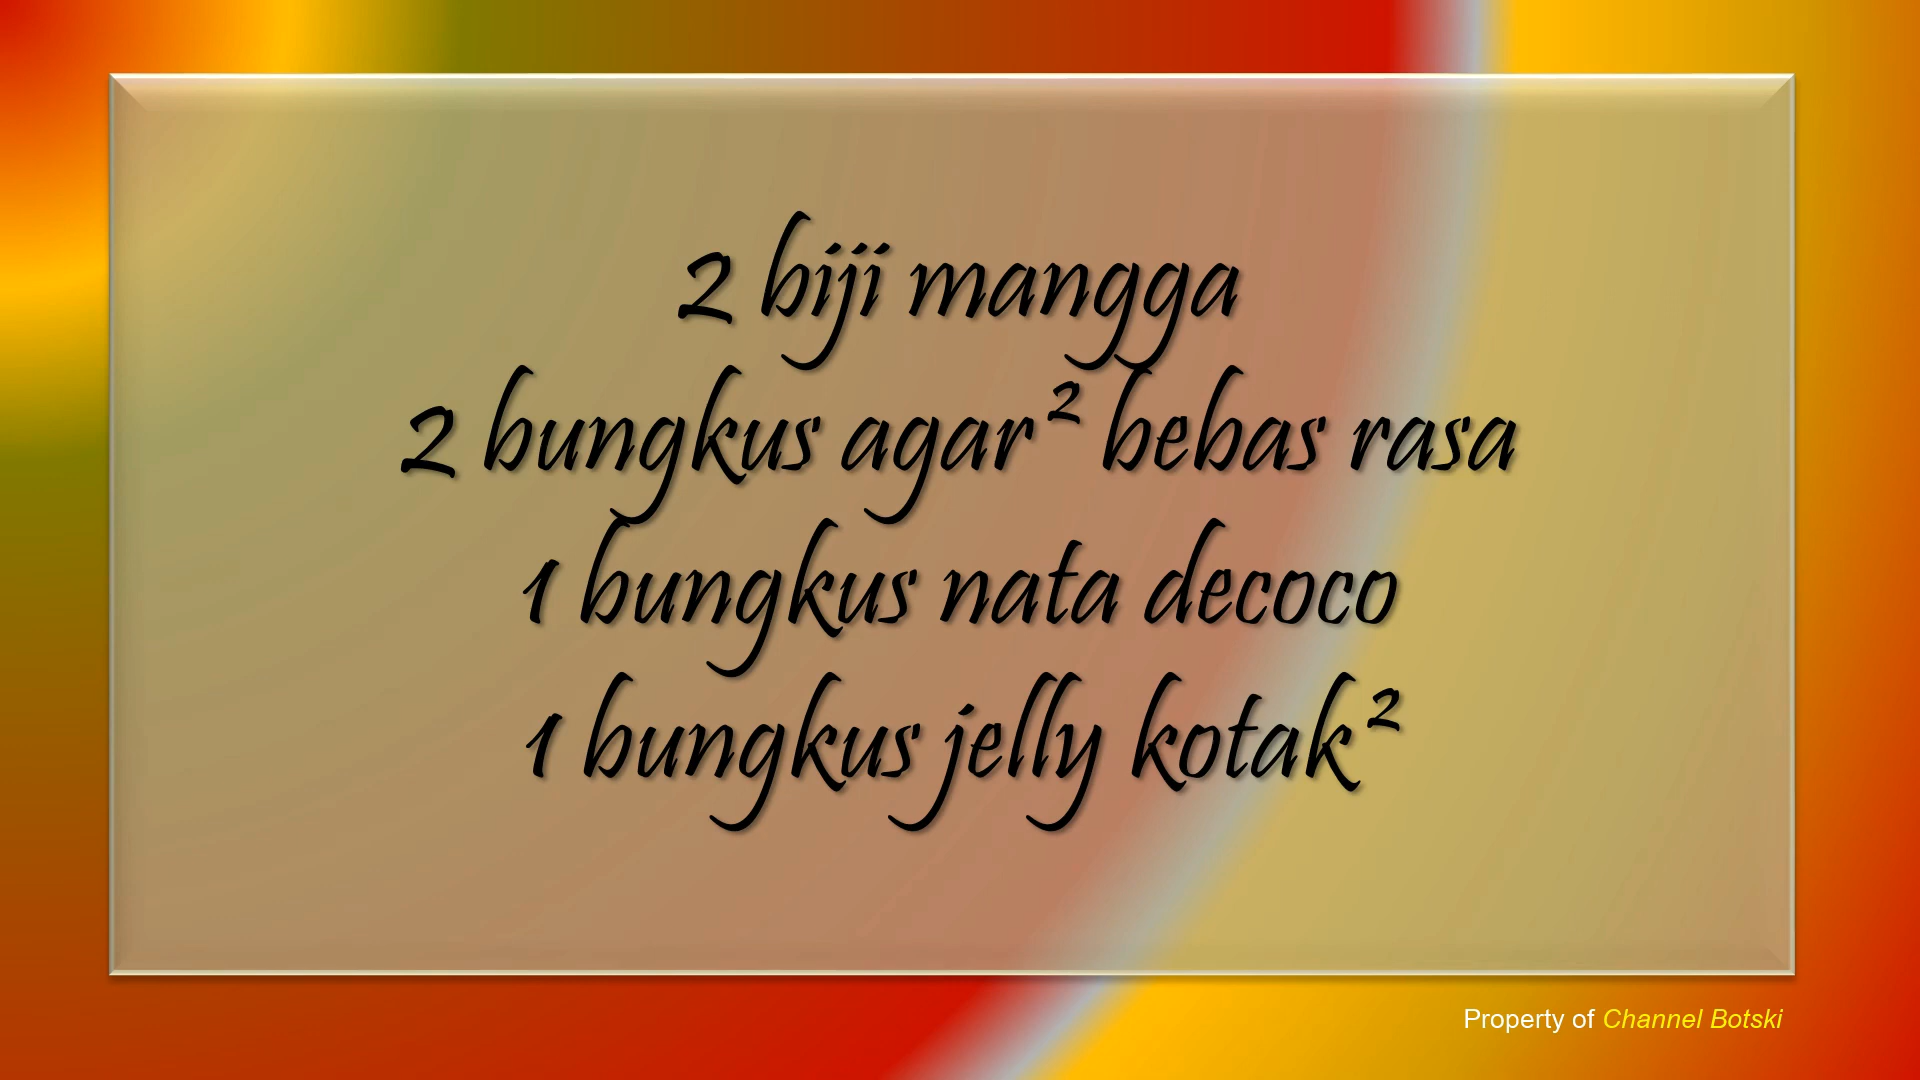 2 biji mangga
2 bungkus agar² bebas rasa
1 bungkus nata decoco
1 bungkus jelly kotak²
Property of Channel Botski